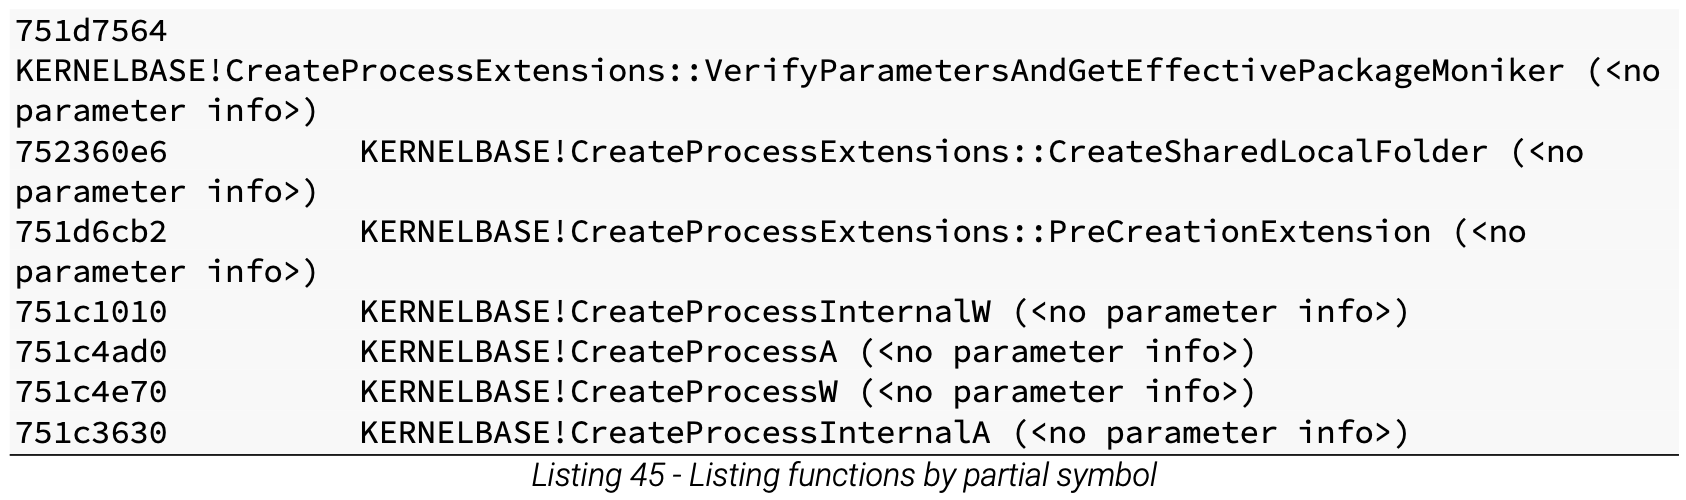 751d7564
KERNELBASE!CreateProcessExtensions::VerifyParametersAndGetEffectivePackageMoniker (<no
parameter info>)
752360e6          KERNELBASE!CreateProcessExtensions::CreateSharedLocalFolder (<no
parameter info>)
751d6cb2          KERNELBASE!CreateProcessExtensions::PreCreationExtension (<no
parameter info>)
751c1010          KERNELBASE!CreateProcessInternalW (<no parameter info>)
751c4ad0          KERNELBASE!CreateProcessA (<no parameter info>)
751c4e70          KERNELBASE!CreateProcessW (<no parameter info>)
751c3630          KERNELBASE!CreateProcessInternalA (<no parameter info>)
Listing 45 - Listing functions by partial symbol